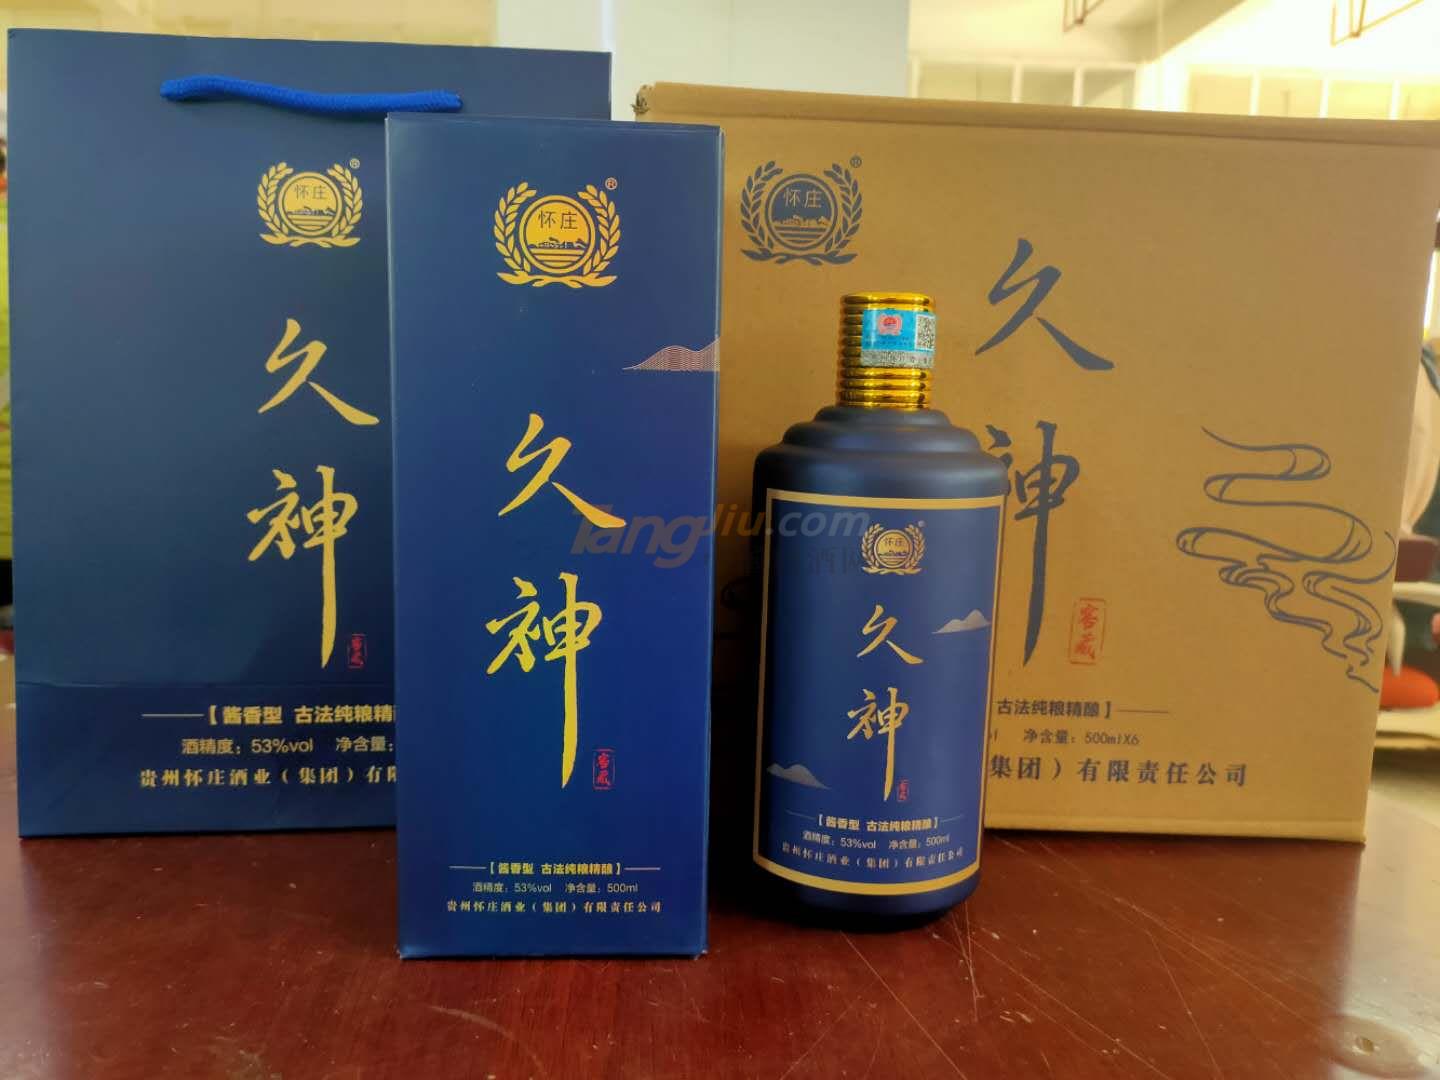 怀庄
®
久
神
窖藏
【酱香型 古法纯粮精
酒精度：53%vol 净含量：
贵州怀庄酒业（集团）有限
怀庄
®
久
神
窖藏
【酱香型 古法纯粮精酿】
酒精度：53%vol 净含量：500ml
贵州怀庄酒业（集团）有限责任公司
怀庄
®
久
神
窖藏
古法纯粮精酿】
净含量：500mlX6
集团）有限责任公司
怀庄
久
神
窖藏
【酱香型 古法纯粮精酿】
酒精度：53%vol 净含量：500ml
贵州怀庄酒业（集团）有限责任公司
Tangjiu.com
酒网